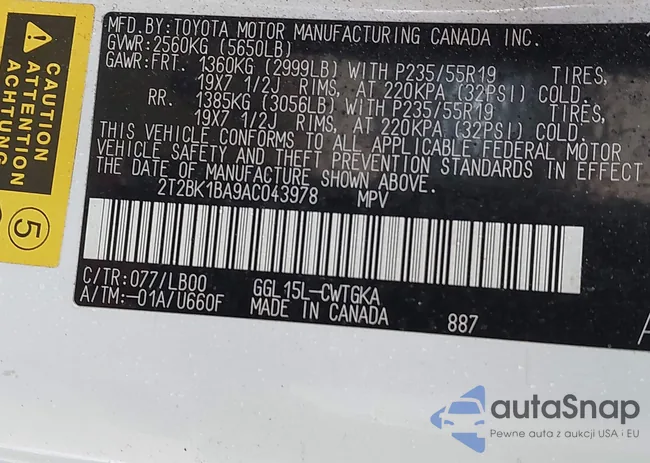 MFD. BY: TOYOTA MOTOR MANUFACTURING CANADA INC.
GVWR: 2560KG (5650LB)
GAWR: FRT. 1360KG (2999LB) WITH P235/55R19 TIRES,
19X7 1/2J RIMS, AT 220KPA (32PSI) COLD.
RR. 1385KG (3056LB) WITH P235/55R19 TIRES,
19X7 1/2J RIMS, AT 220KPA (32PSI) COLD.
THIS VEHICLE CONFORMS TO ALL APPLICABLE FEDERAL MOTOR
VEHICLE SAFETY AND THEFT PREVENTION STANDARDS IN EFFECT
ON THE DATE OF MANUFACTURE SHOWN ABOVE.
2T2BK1BA9AC043978 MPV
C/TR: 077/LB00 GGL15L-CWTGKA
A/TM: -01A/U660F MADE IN CANADA 887
ATTENTION
ACHTUNG
5
autoSnap
Pewne auta z aukcji USA i EU